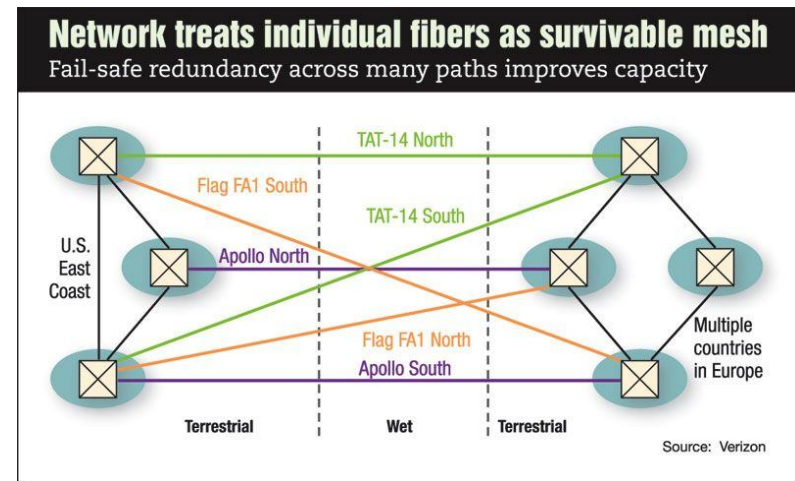 Network treats individual fibers as survivable mesh
Fail-safe redundancy across many paths improves capacity
TAT-14 North
Flag FA1 South
TAT-14 South
U.S.
East
Coast
Apollo North
Flag FA1 North
Apollo South
Multiple
countries
in Europe
Terrestrial
Wet
Terrestrial
Source: Verizon